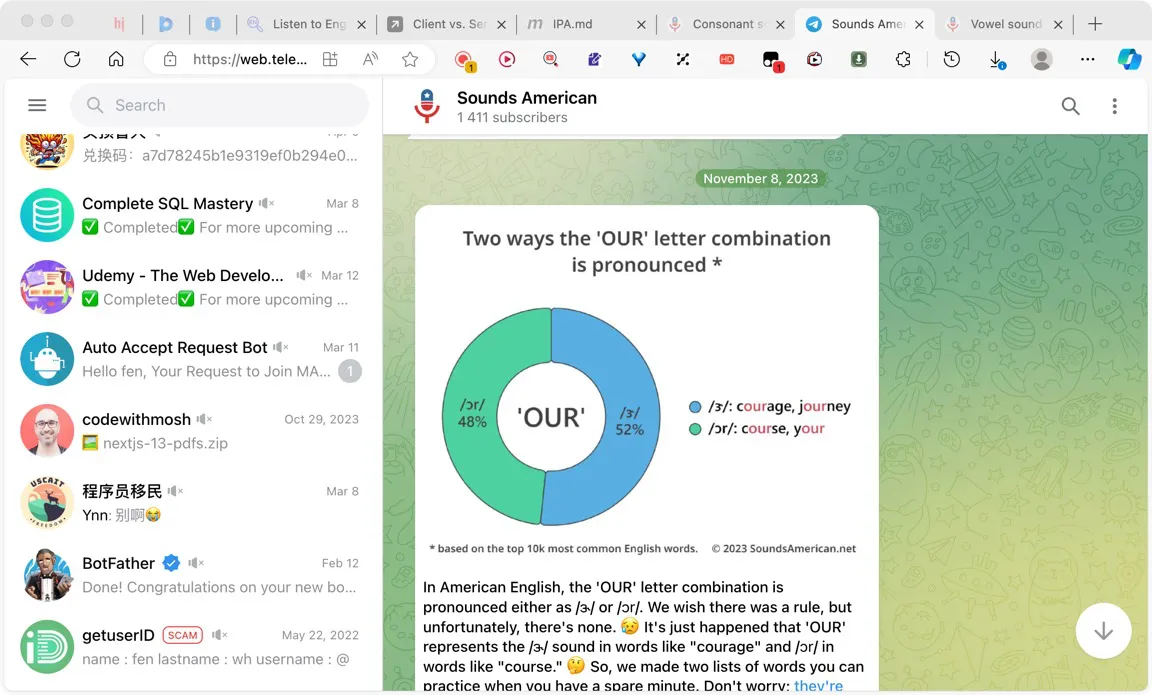 hj
Listen to Eng
Client vs. Ser
IPA.md
Consonant s
Sounds Amer
Vowel sound
https://web.tele...
Search
Sounds American
1 411 subscribers
兑换码：a7d78245b1e9319ef0b294e0...
Complete SQL Mastery
Mar 8
✅ Completed✅ For more upcoming ...
Udemy - The Web Develo...
Mar 12
✅ Completed✅ For more upcoming ...
Auto Accept Request Bot
Mar 11
Hello fen, Your Request to Join MA...
1
codewithmosh
Oct 29, 2023
nextjs-13-pdfs.zip
USCAIT
FREEDOM
程序员移民
Mar 8
Ynn: 别啊😭
BotFather
Feb 12
Done! Congratulations on your new bo...
getuserID
SCAM
May 22, 2022
name : fen lastname : wh username : @
November 8, 2023
Two ways the 'OUR' letter combination
is pronounced *
/ɔr/
48%
'OUR'
/ɝ/
52%
/ɝ/: courage, journey
/ɔr/: course, your
* based on the top 10k most common English words. © 2023 SoundsAmerican.net
In American English, the 'OUR' letter combination is
pronounced either as /ɝ/ or /ɔr/. We wish there was a rule, but
unfortunately, there's none. 😥 It's just happened that 'OUR'
represents the /ɝ/ sound in words like "courage" and /ɔr/ in
words like "course." 🤔 So, we made two lists of words you can
practice when you have a spare minute. Don't worry: they're